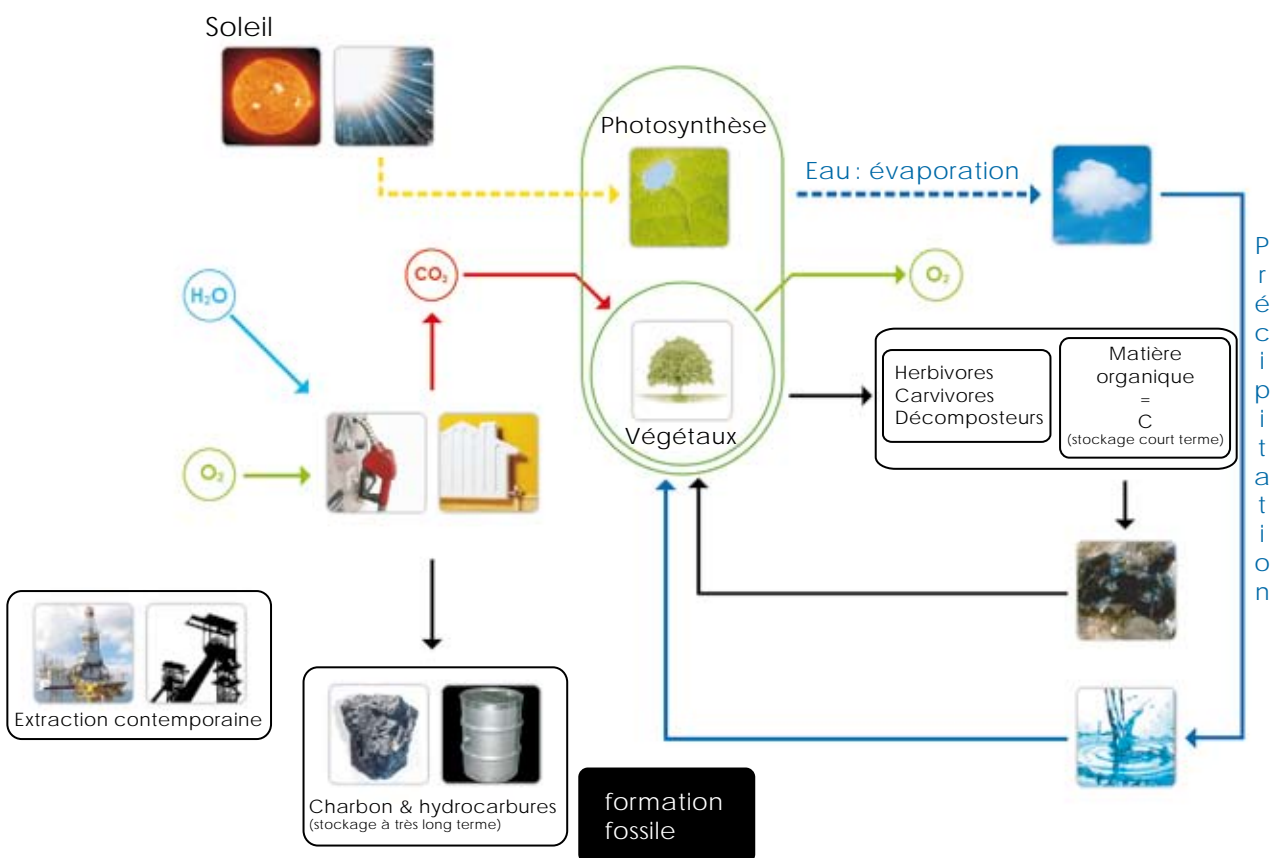 Soleil
Photosynthèse
Eau : évaporation
Précipitation
CO₂
O₂
H₂O
Herbivores
Carvivores
Décomposteurs
Matière
organique
=
C
(stockage court terme)
Végétaux
O₂
Extraction contemporaine
Charbon & hydrocarbures
(stockage à très long terme)
formation
fossile